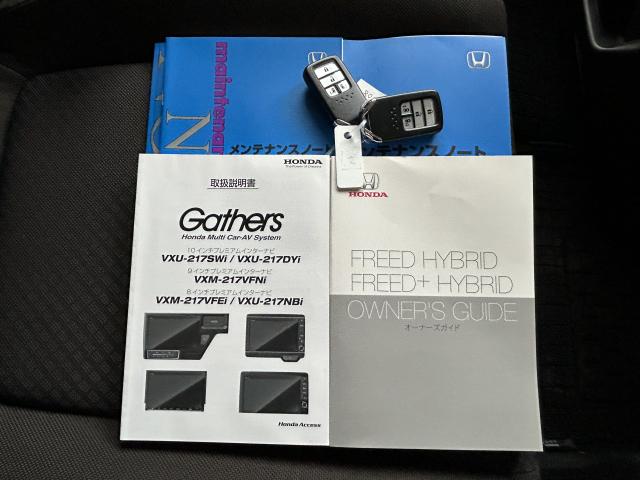 maintenance
メンテナンスノート
メンテナンスノート
HONDA
The Power of Dreams
取扱説明書
Gathers
Honda Multi Car-AV System
10インチプレミアムインターナビ
VXU-217SWi / VXU-217DYi
9インチプレミアムインターナビ
VXM-217VFNi
8インチプレミアムインターナビ
VXM-217VFEi / VXU-217NBi
Honda Access
HONDA
FREED HYBRID
FREED+ HYBRID
OWNER'S GUIDE
オーナーズガイド